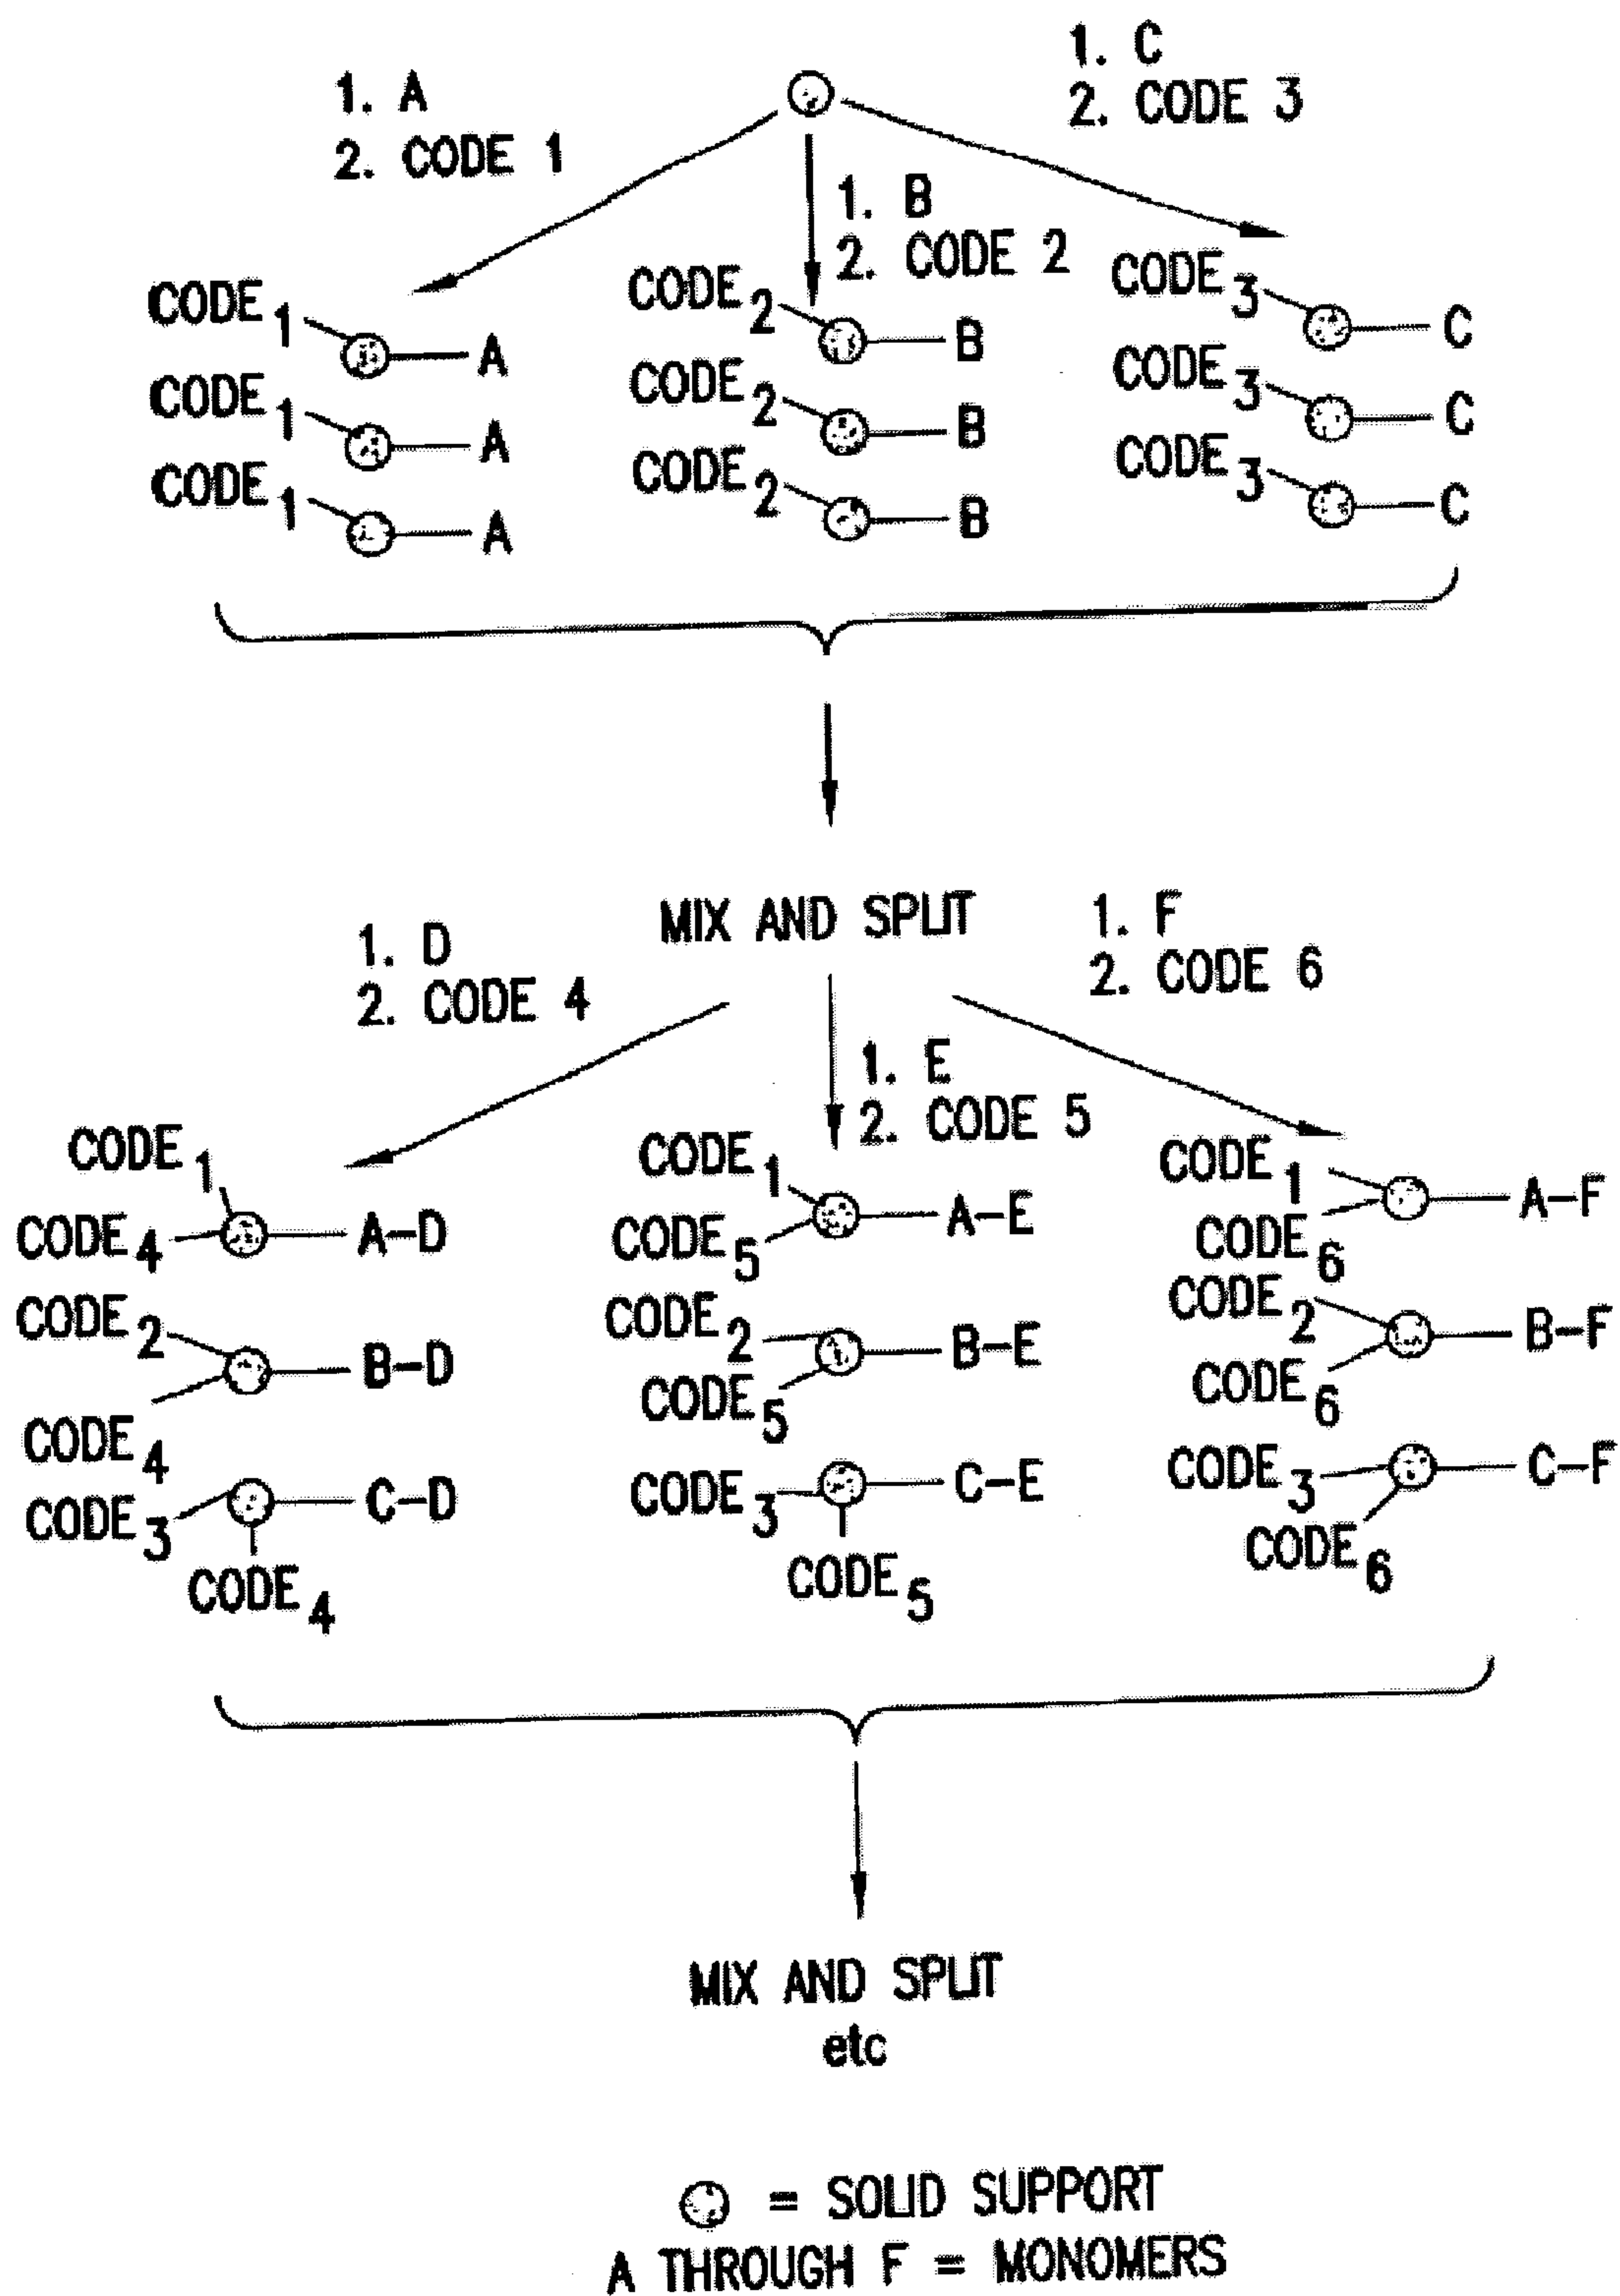 1. A
2. CODE 1
1. B
2. CODE 2
1. C
2. CODE 3
CODE 1 A
CODE 1 A
CODE 1 A
CODE 2 B
CODE 2 B
CODE 2 B
CODE 3 C
CODE 3 C
CODE 3 C
MIX AND SPLIT
1. D
2. CODE 4
1. E
2. CODE 5
1. F
2. CODE 6
CODE 1
CODE 4 A-D
CODE 2
B-D
CODE 4
CODE 3 C-D
CODE 4
CODE 1 A-E
CODE 5
CODE 2 B-E
CODE 5
CODE 3 C-E
CODE 5
CODE 1 A-F
CODE 6
CODE 2 B-F
CODE 6
CODE 3 C-F
CODE 6
MIX AND SPLIT
etc
= SOLID SUPPORT
A THROUGH F = MONOMERS